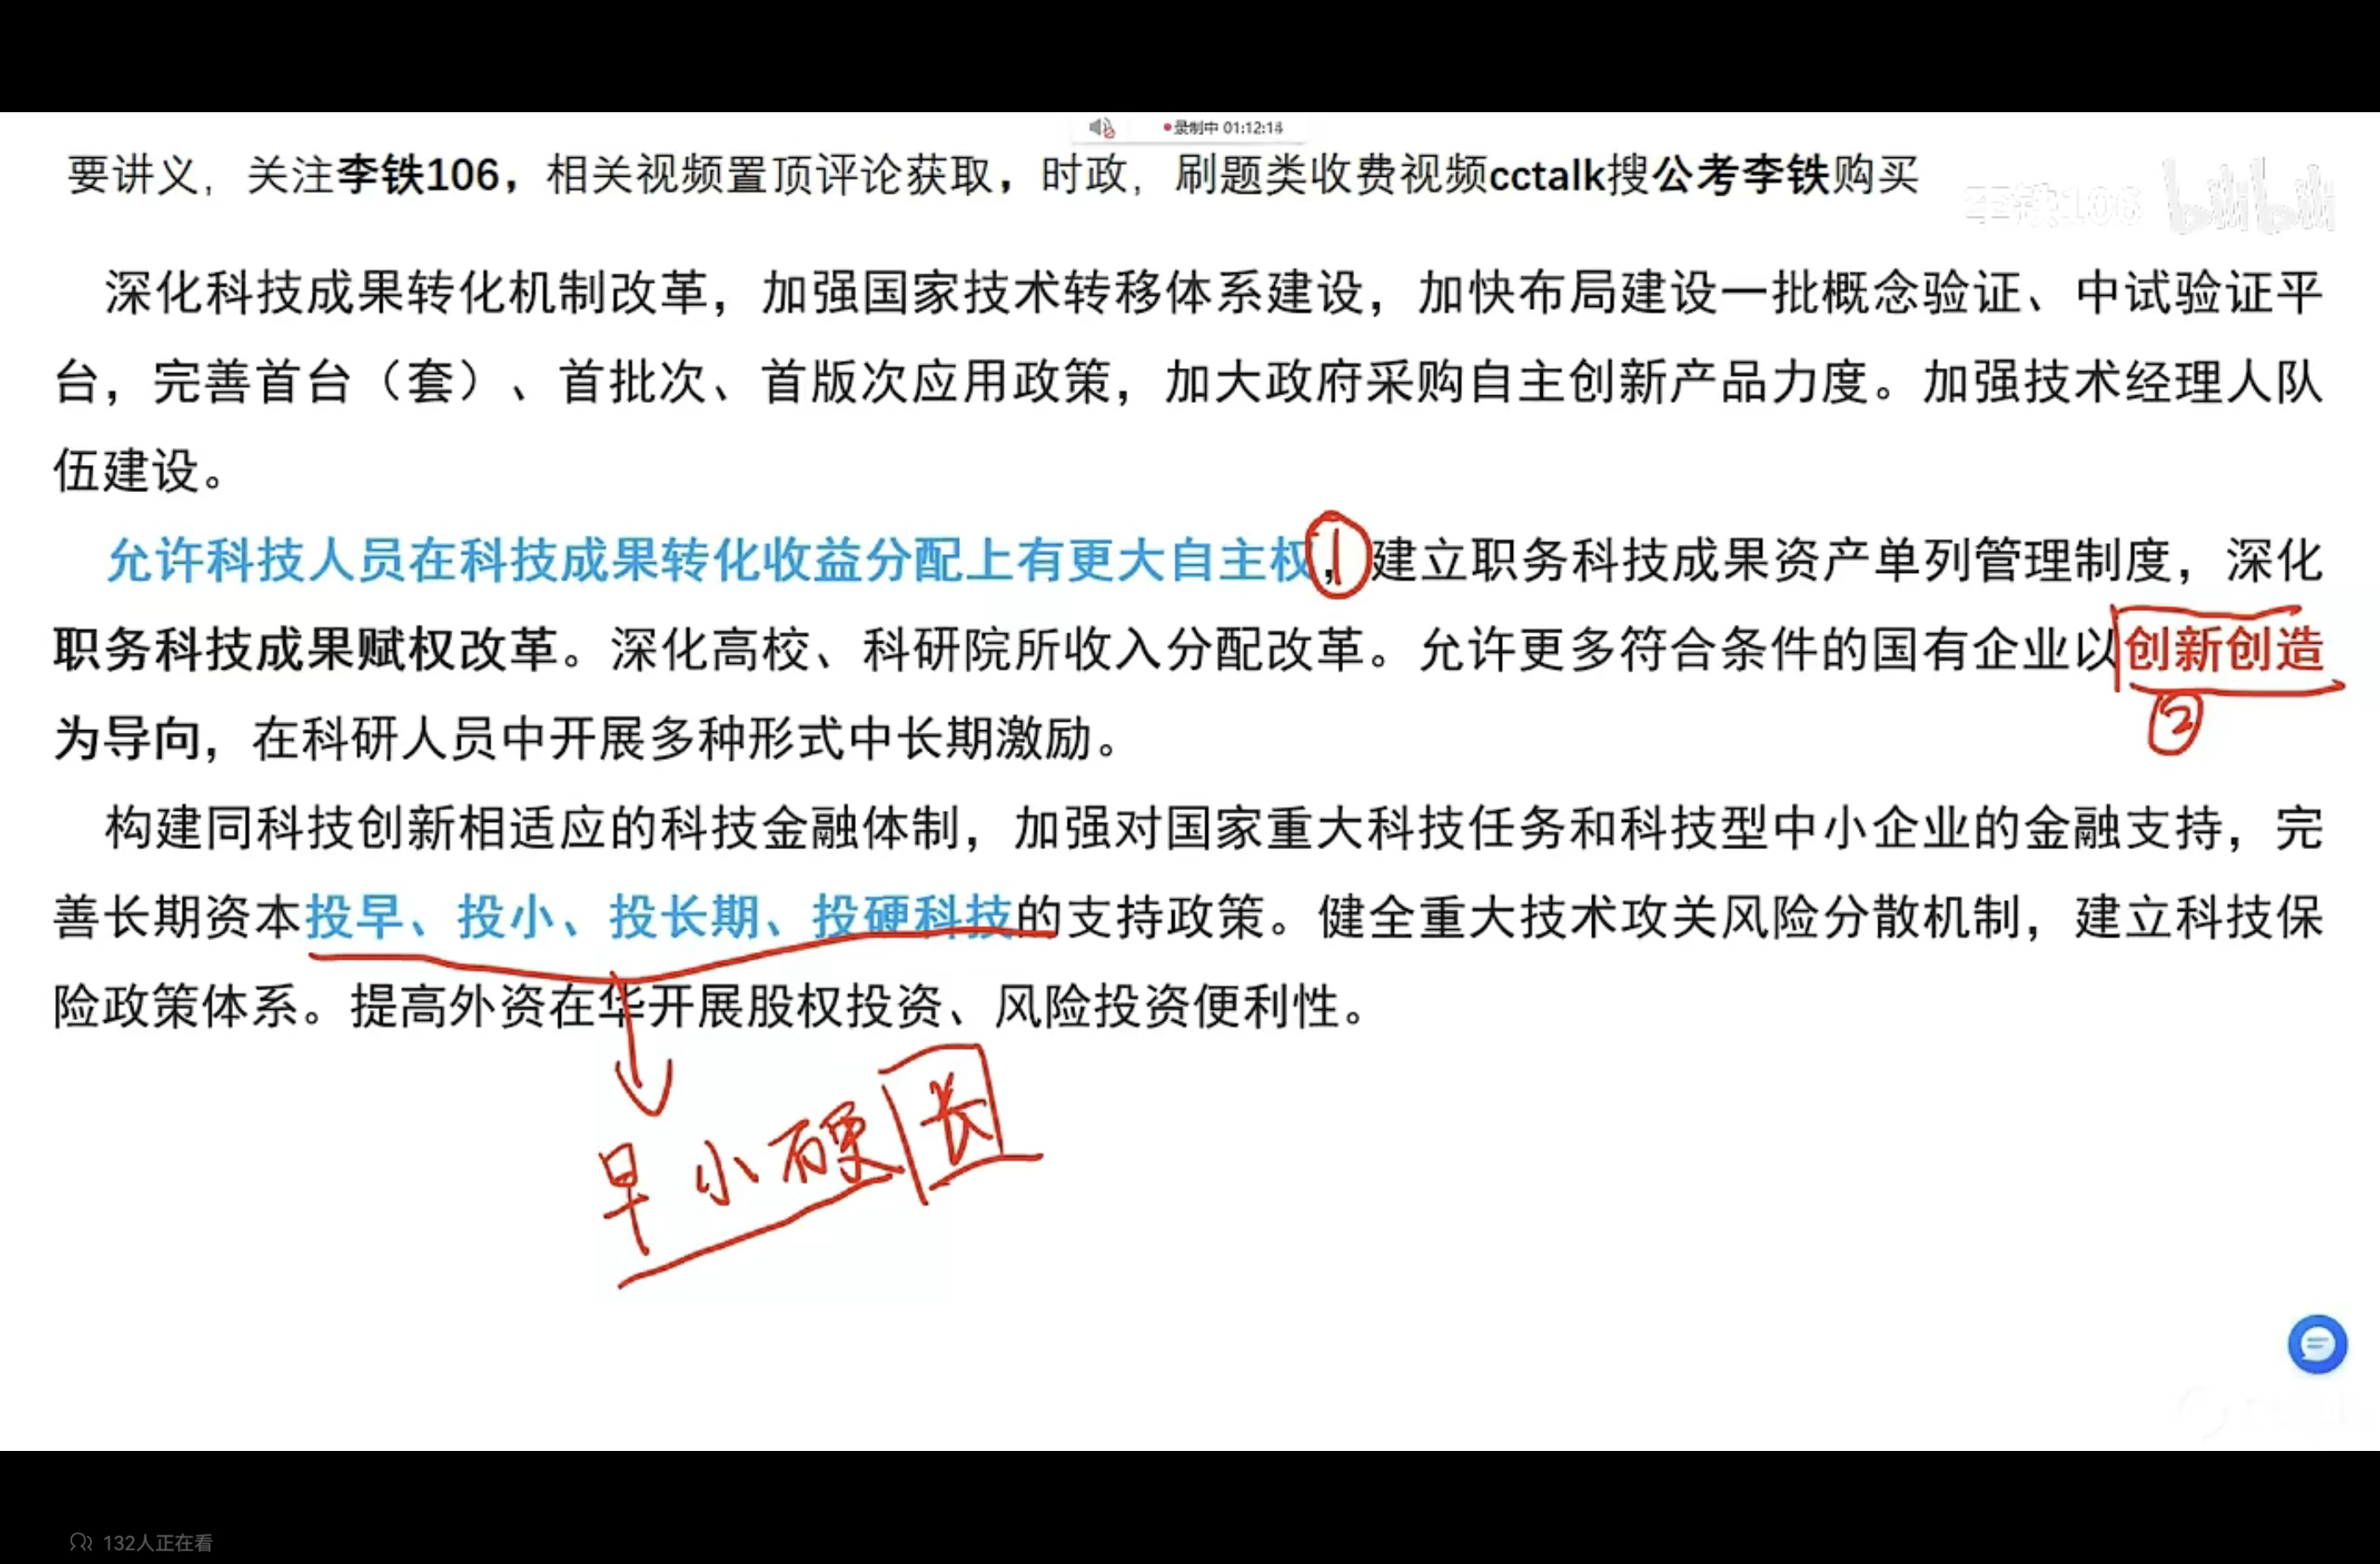 录制中 01:12:14
要讲义，关注李铁106，相关视频置顶评论获取，时政，刷题类收费视频cctalk搜公考李铁购买
李铁106 bilibili
深化科技成果转化机制改革，加强国家技术转移体系建设，加快布局建设一批概念验证、中试验证平
台，完善首台（套）、首批次、首版次应用政策，加大政府采购自主创新产品力度。加强技术经理人队
伍建设。
允许科技人员在科技成果转化收益分配上有更大自主权，①建立职务科技成果资产单列管理制度，深化
职务科技成果赋权改革。深化高校、科研院所收入分配改革。允许更多符合条件的国有企业以创新创造
②
为导向，在科研人员中开展多种形式中长期激励。
构建同科技创新相适应的科技金融体制，加强对国家重大科技任务和科技型中小企业的金融支持，完
善长期资本投早、投小、投长期、投硬科技的支持政策。健全重大技术攻关风险分散机制，建立科技保
险政策体系。提高外资在华开展股权投资、风险投资便利性。
早小硬长
132人正在看